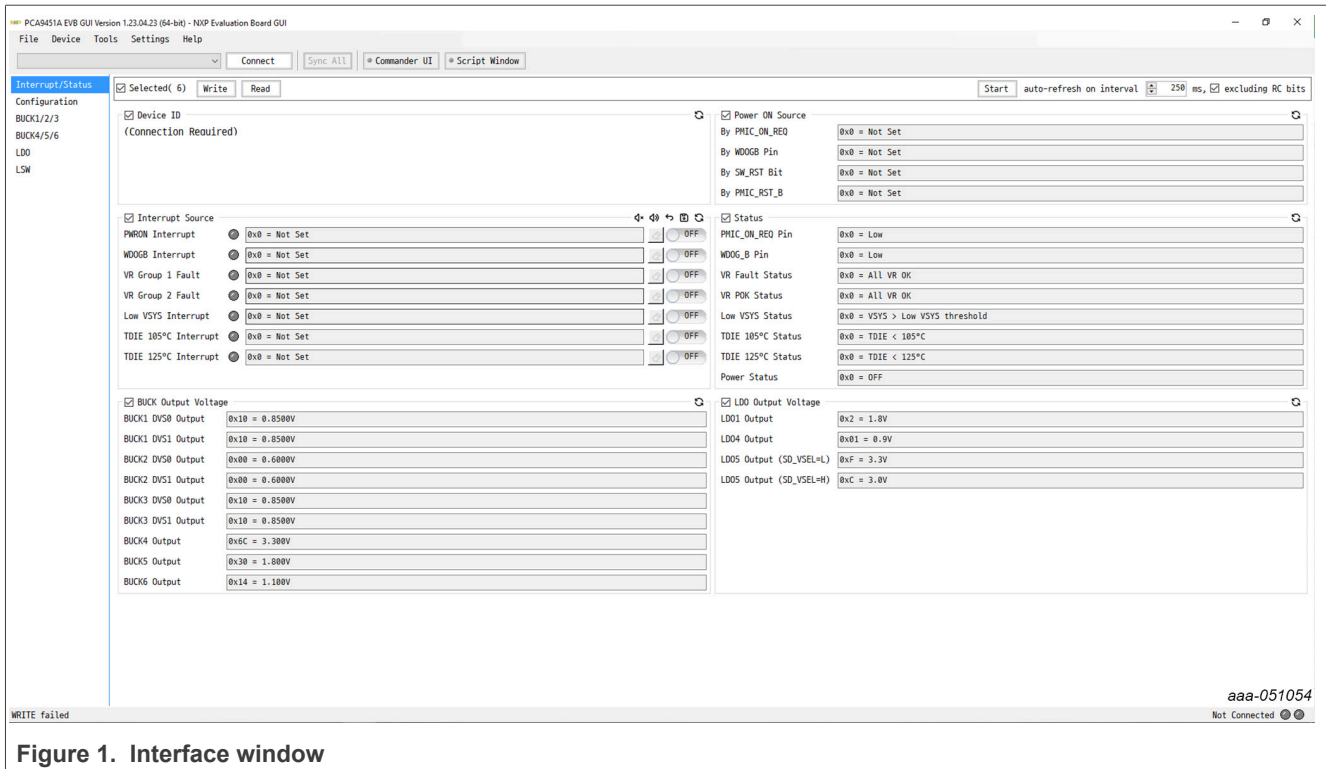 PCA9451A EVB GUI Version 1.23.04.23 (64-bit) - NXP Evaluation Board GUI
File Device Tools Settings Help
Connect Sync All Commander UI Script Window
Interrupt/Status
Configuration
BUCK1/2/3
BUCK4/5/6
LDO
LSW
Selected( 6) Write Read Start auto-refresh on interval 250 ms, excluding RC bits
Device ID
(Connection Required)
Power ON Source
By PMIC_ON_REQ 0x0 = Not Set
By WDOGB Pin 0x0 = Not Set
By SW_RST Bit 0x0 = Not Set
By PMIC_RST_B 0x0 = Not Set
Interrupt Source
PWRON Interrupt 0x0 = Not Set OFF
WDOGB Interrupt 0x0 = Not Set OFF
VR Group 1 Fault 0x0 = Not Set OFF
VR Group 2 Fault 0x0 = Not Set OFF
Low VSYS Interrupt 0x0 = Not Set OFF
TDIE 105°C Interrupt 0x0 = Not Set OFF
TDIE 125°C Interrupt 0x0 = Not Set OFF
Status
PMIC_ON_REQ Pin 0x0 = Low
WDOG_B Pin 0x0 = Low
VR Fault Status 0x0 = All VR OK
VR POK Status 0x0 = All VR OK
Low VSYS Status 0x0 = VSYS > Low VSYS threshold
TDIE 105°C Status 0x0 = TDIE < 105°C
TDIE 125°C Status 0x0 = TDIE < 125°C
Power Status 0x0 = OFF
BUCK Output Voltage
BUCK1 DVS0 Output 0x10 = 0.8500V
BUCK1 DVS1 Output 0x10 = 0.8500V
BUCK2 DVS0 Output 0x00 = 0.6000V
BUCK2 DVS1 Output 0x00 = 0.6000V
BUCK3 DVS0 Output 0x10 = 0.8500V
BUCK3 DVS1 Output 0x10 = 0.8500V
BUCK4 Output 0x6C = 3.300V
BUCK5 Output 0x30 = 1.800V
BUCK6 Output 0x14 = 1.100V
LDO Output Voltage
LDO1 Output 0x2 = 1.8V
LDO4 Output 0x01 = 0.9V
LDO5 Output (SD_VSEL=L) 0xF = 3.3V
LDO5 Output (SD_VSEL=H) 0xC = 3.0V
aaa-051054
WRITE failed Not Connected
Figure 1. Interface window